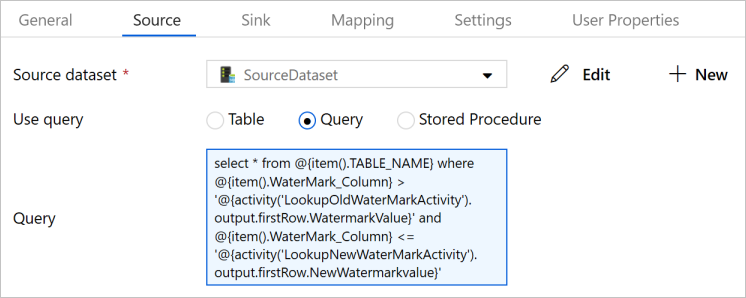 General Source Sink Mapping Settings User Properties
Source dataset * SourceDataset Edit New
Use query Table Query Stored Procedure
Query
select * from @{item().TABLE_NAME} where
@{item().WaterMark_Column} >
'@{activity('LookupOldWaterMarkActivity').
output.firstRow.WatermarkValue}' and
@{item().WaterMark_Column} <=
'@{activity('LookupNewWaterMarkActivity').
output.firstRow.NewWatermarkvalue}'